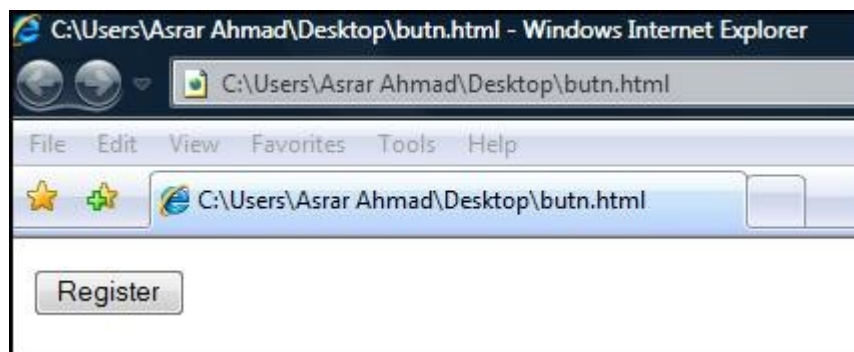 C:\Users\Asrar Ahmad\Desktop\butn.html - Windows Internet Explorer
C:\Users\Asrar Ahmad\Desktop\butn.html
File Edit View Favorites Tools Help
C:\Users\Asrar Ahmad\Desktop\butn.html
Register